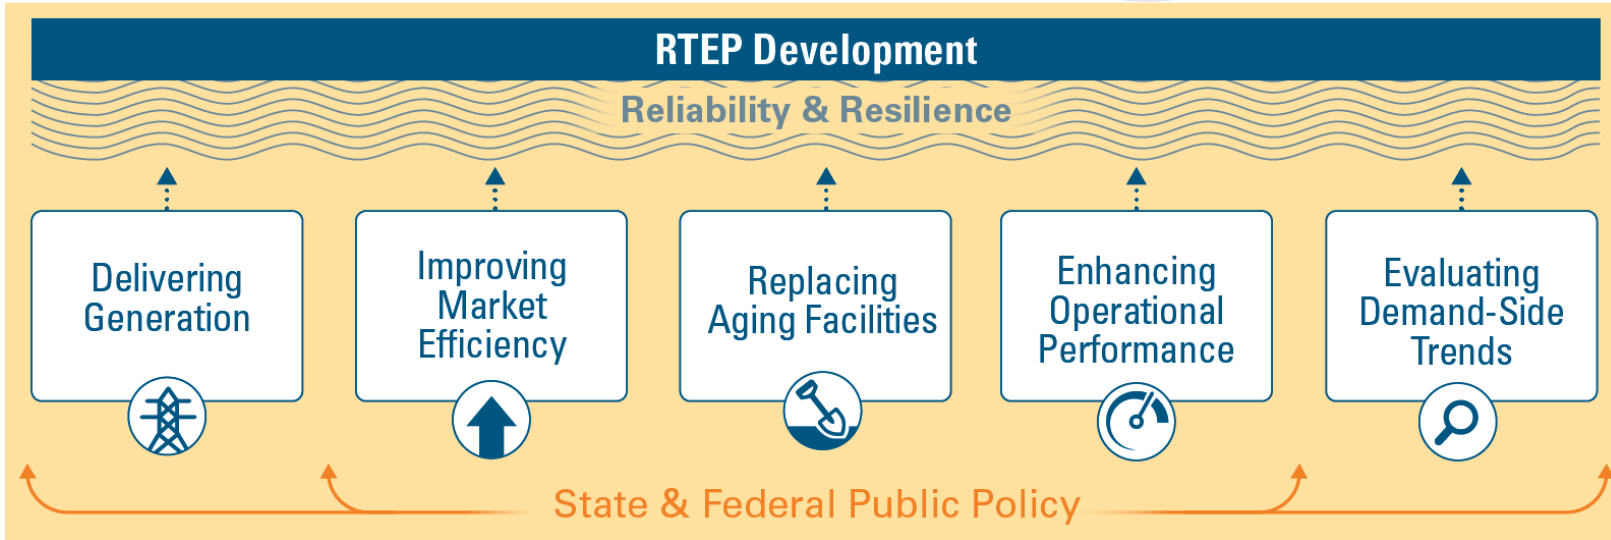 RTEP Development
Reliability & Resilience
Delivering
Generation
Improving
Market
Efficiency
Replacing
Aging Facilities
Enhancing
Operational
Performance
Evaluating
Demand-Side
Trends
State & Federal Public Policy